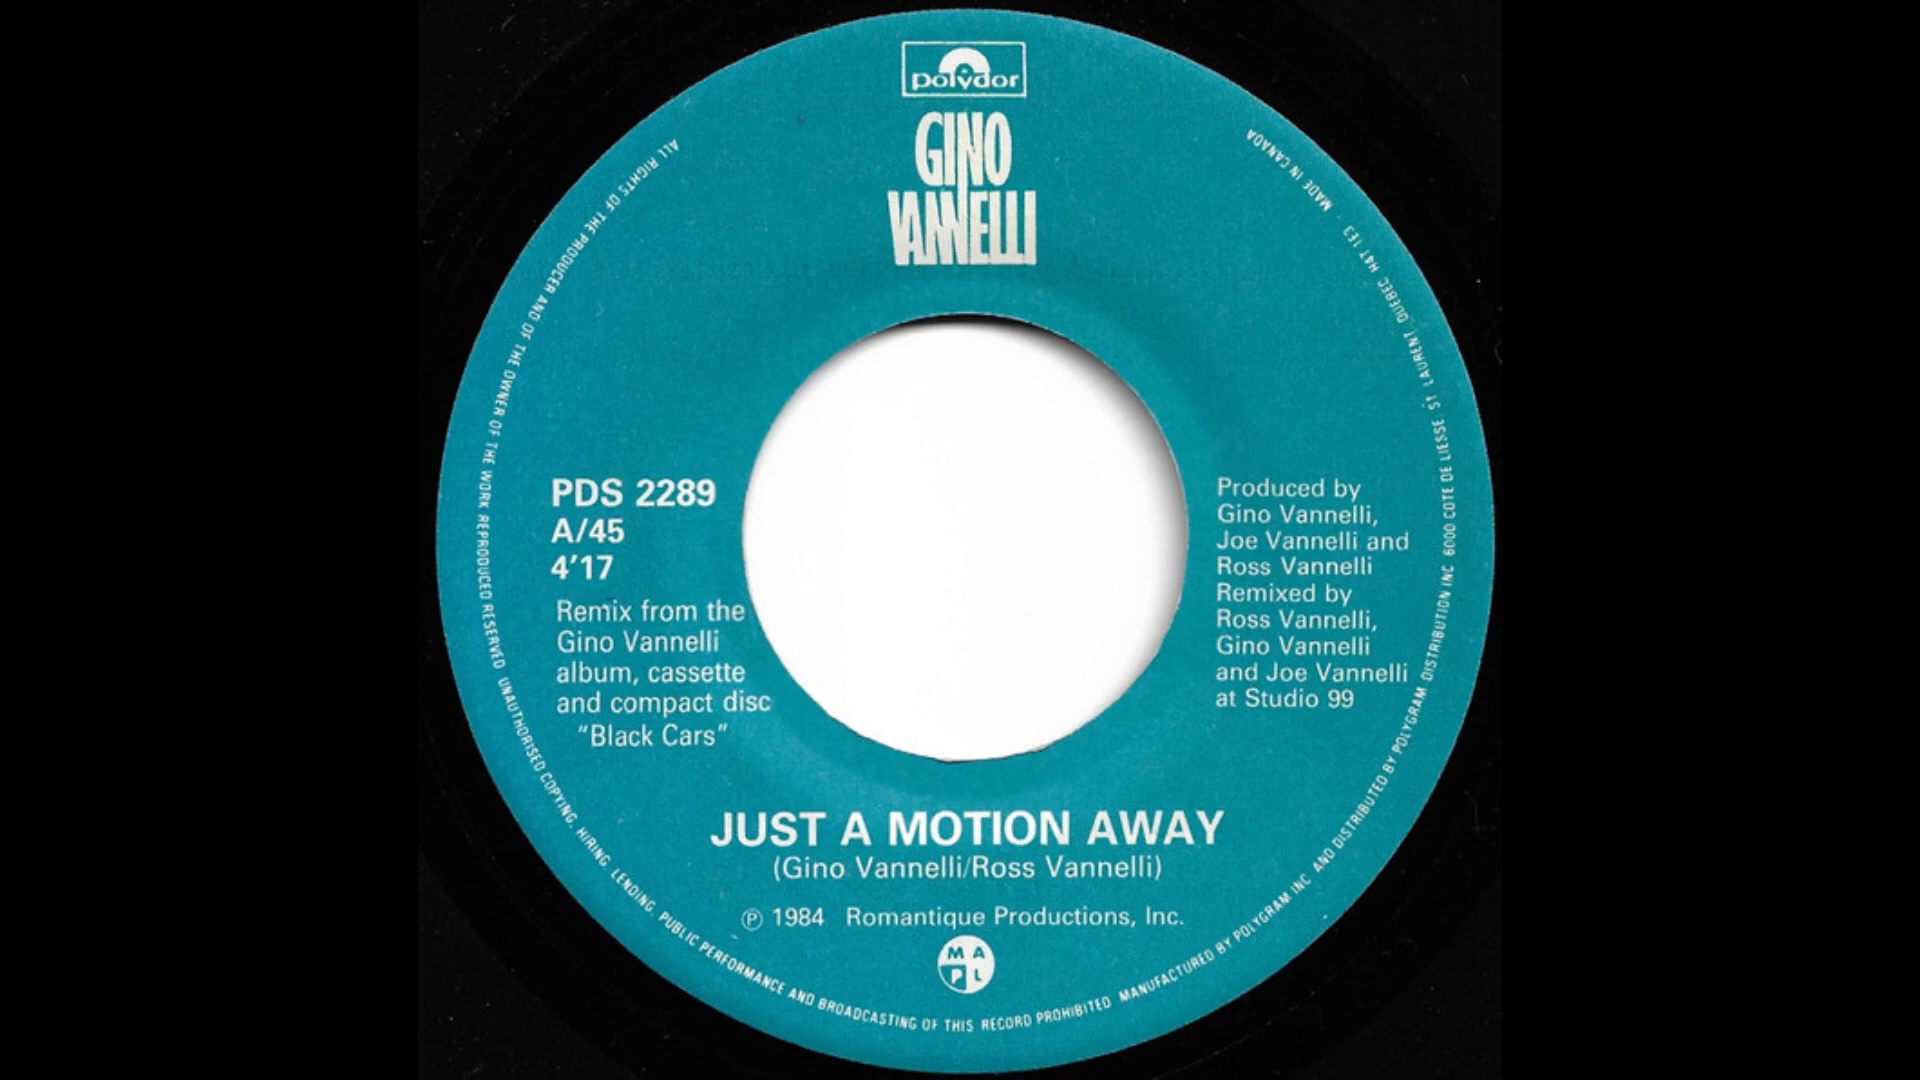 polydor
GINO
VANNELLI
PDS 2289
A/45
4'17
Remix from the
Gino Vannelli
album, cassette
and compact disc
"Black Cars"
Produced by
Gino Vannelli,
Joe Vannelli and
Ross Vannelli
Remixed by
Ross Vannelli,
Gino Vannelli
and Joe Vannelli
at Studio 99
JUST A MOTION AWAY
(Gino Vannelli/Ross Vannelli)
℗ 1984 Romantique Productions, Inc.
M A
P L
ALL RIGHTS OF THE PRODUCER AND OF THE OWNER OF THE WORK REPRODUCED RESERVED UNAUTHORISED COPYING, HIRING, LENDING, PUBLIC PERFORMANCE AND BROADCASTING OF THIS RECORD PROHIBITED MANUFACTURED BY POLYGRAM INC AND DISTRIBUTED BY POLYGRAM DISTRIBUTION INC 6000 COTE DE LIESSE ST LAURENT, QUEBEC H4T 1E3 · MADE IN CANADA